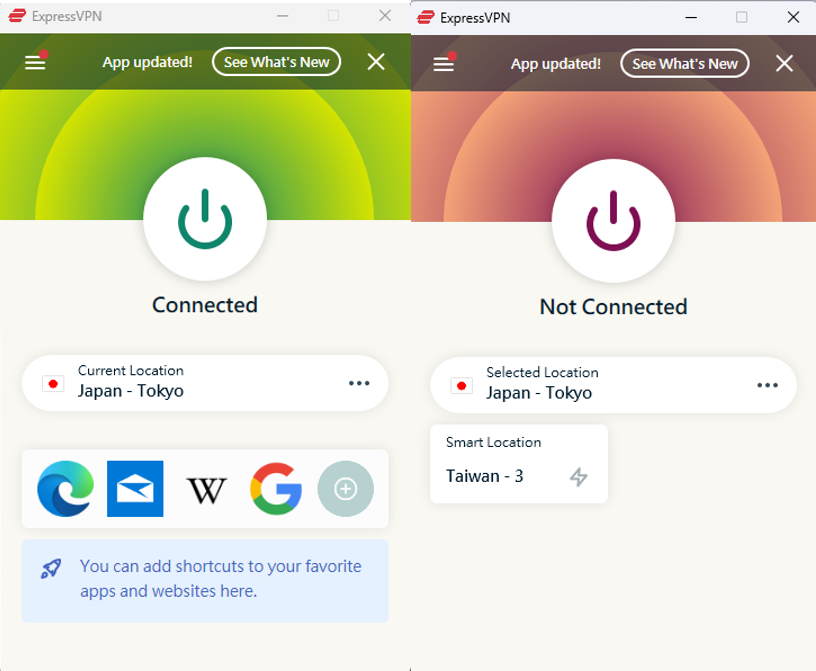 ExpressVPN
App updated!
See What's New
Connected
Current Location
Japan - Tokyo
W
G
You can add shortcuts to your favorite
apps and websites here.
ExpressVPN
App updated!
See What's New
Not Connected
Selected Location
Japan - Tokyo
Smart Location
Taiwan - 3